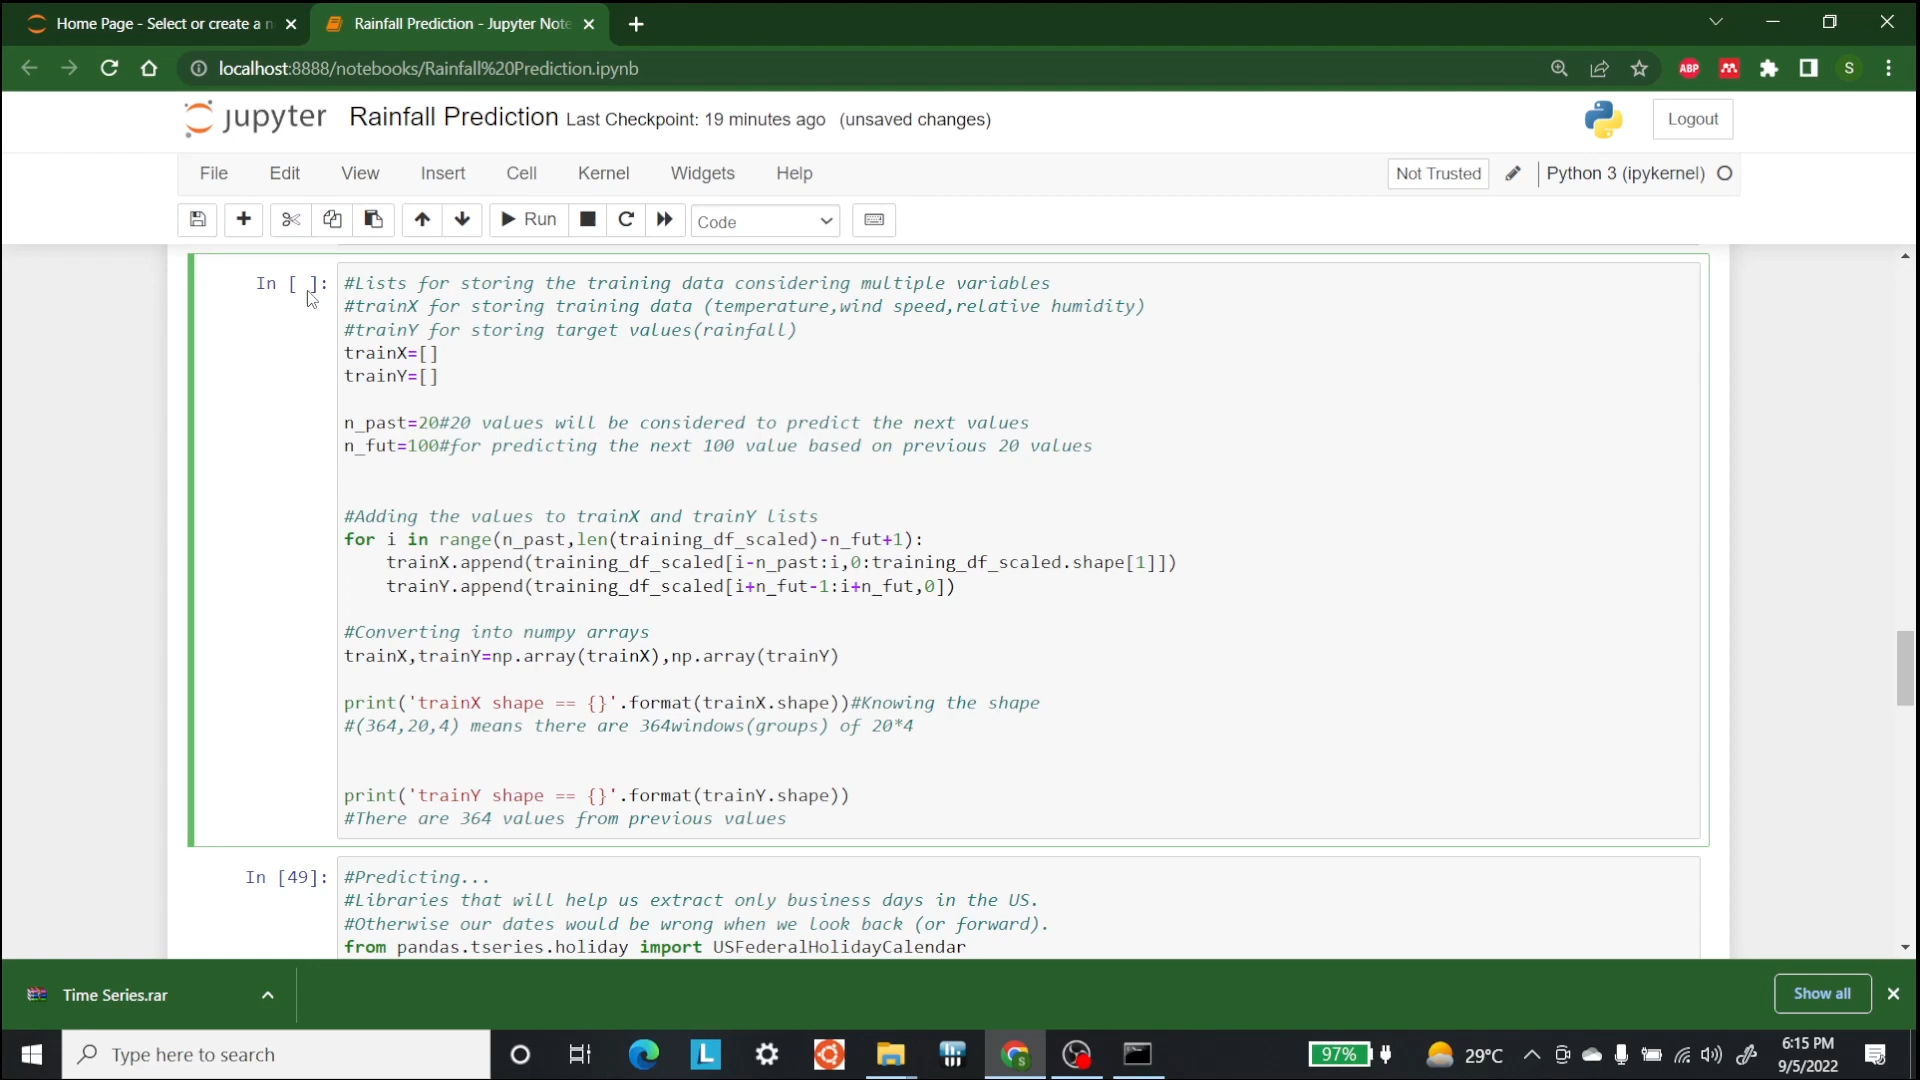 Home Page - Select or create a n
Rainfall Prediction - Jupyter Note
localhost:8888/notebooks/Rainfall%20Prediction.ipynb
ABP
S
jupyter
Rainfall Prediction Last Checkpoint: 19 minutes ago (unsaved changes)
Logout
File Edit View Insert Cell Kernel Widgets Help
Not Trusted
Python 3 (ipykernel)
Run
Code
In [ ]:
#Lists for storing the training data considering multiple variables
#trainX for storing training data (temperature,wind speed,relative humidity)
#trainY for storing target values(rainfall)
trainX=[]
trainY=[]
n_past=20#20 values will be considered to predict the next values
n_fut=100#for predicting the next 100 value based on previous 20 values
#Adding the values to trainX and trainY lists
for i in range(n_past,len(training_df_scaled)-n_fut+1):
    trainX.append(training_df_scaled[i-n_past:i,0:training_df_scaled.shape[1]])
    trainY.append(training_df_scaled[i+n_fut-1:i+n_fut,0])
#Converting into numpy arrays
trainX,trainY=np.array(trainX),np.array(trainY)
print('trainX shape == {}'.format(trainX.shape))#Knowing the shape
#(364,20,4) means there are 364windows(groups) of 20*4
print('trainY shape == {}'.format(trainY.shape))
#There are 364 values from previous values
In [49]:
#Predicting...
#Libraries that will help us extract only business days in the US.
#Otherwise our dates would be wrong when we look back (or forward).
from pandas.tseries.holiday import USFederalHolidayCalendar
Time Series.rar
Show all
Type here to search
L
S
97%
29°C
6:15 PM
9/5/2022